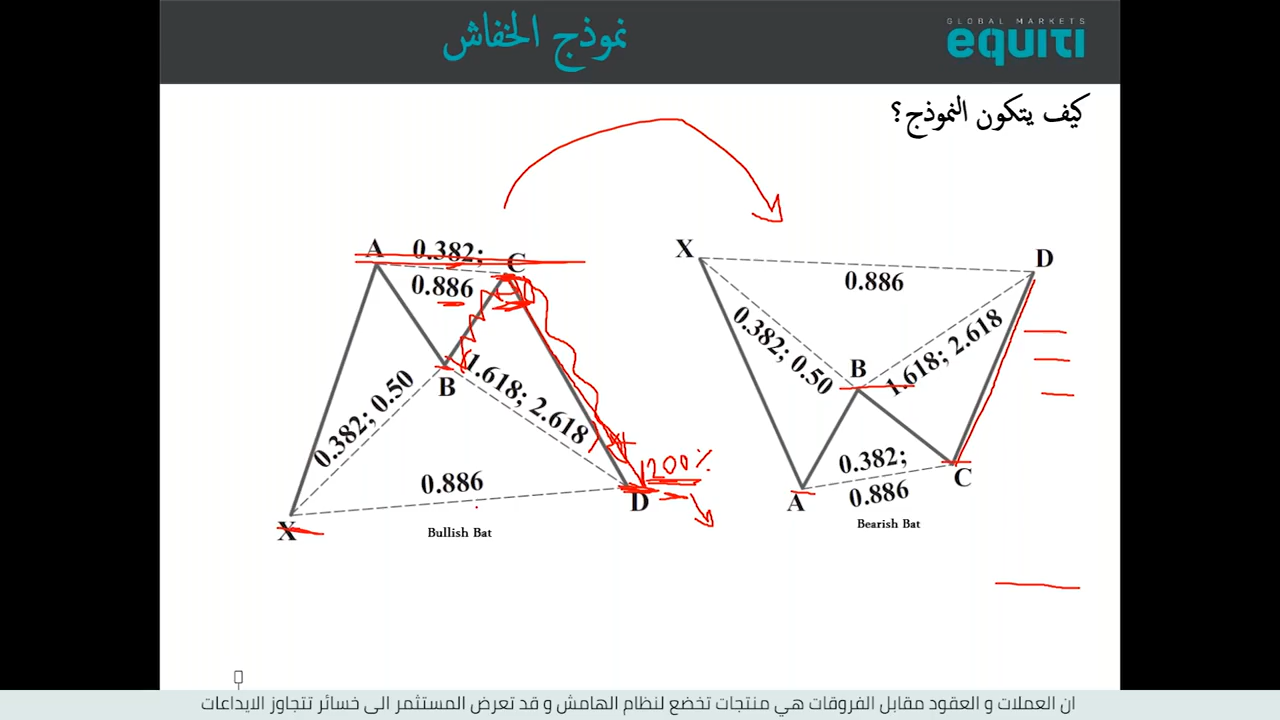 نموذج الخفاش
GLOBAL MARKETS
equiti
كيف يتكون النموذج؟
A
0.382;
0.886
C
B
0.382; 0.50
1.618; 2.618
0.886
X
D
200%
Bullish Bat
X
D
0.886
0.382; 0.50
B
1.618; 2.618
0.382;
0.886
A
C
Bearish Bat
ان العملات و العقود مقابل الفروقات هي منتجات تخضع لنظام الهامش و قد تعرض المستثمر الى خسائر تتجاوز الايداعات